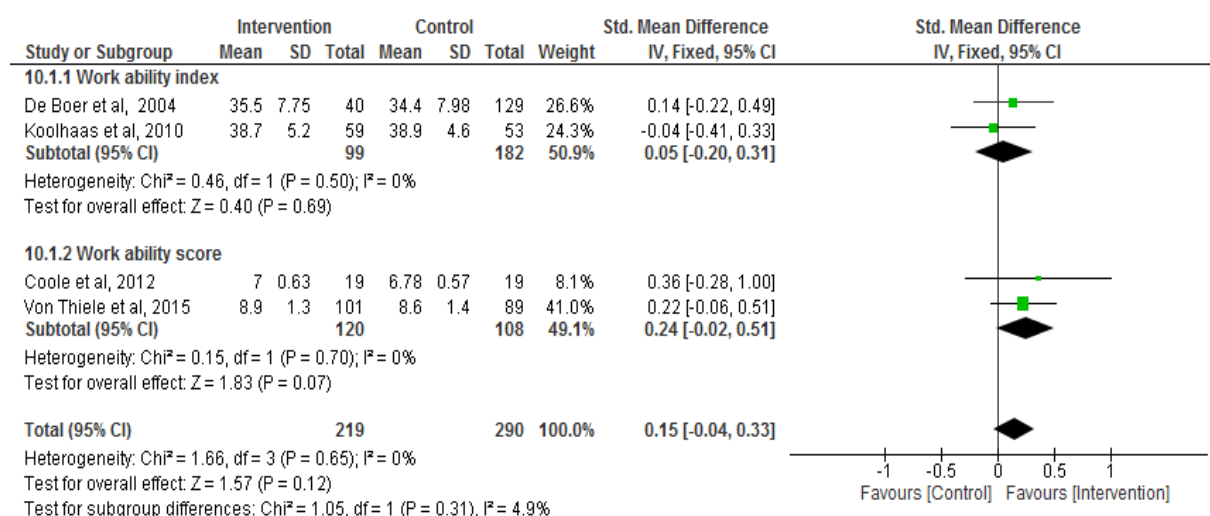 Intervention Control Std. Mean Difference Std. Mean Difference
Study or Subgroup Mean SD Total Mean SD Total Weight IV, Fixed, 95% CI IV, Fixed, 95% CI
10.1.1 Work ability index
De Boer et al, 2004 35.5 7.75 40 34.4 7.98 129 26.6% 0.14 [-0.22, 0.49]
Koolhaas et al, 2010 38.7 5.2 59 38.9 4.6 53 24.3% -0.04 [-0.41, 0.33]
Subtotal (95% CI) 99 182 50.9% 0.05 [-0.20, 0.31]
Heterogeneity: Chi² = 0.46, df = 1 (P = 0.50); I² = 0%
Test for overall effect: Z = 0.40 (P = 0.69)
10.1.2 Work ability score
Coole et al, 2012 7 0.63 19 6.78 0.57 19 8.1% 0.36 [-0.28, 1.00]
Von Thiele et al, 2015 8.9 1.3 101 8.6 1.4 89 41.0% 0.22 [-0.06, 0.51]
Subtotal (95% CI) 120 108 49.1% 0.24 [-0.02, 0.51]
Heterogeneity: Chi² = 0.15, df = 1 (P = 0.70); I² = 0%
Test for overall effect: Z = 1.83 (P = 0.07)
Total (95% CI) 219 290 100.0% 0.15 [-0.04, 0.33]
Heterogeneity: Chi² = 1.66, df = 3 (P = 0.65); I² = 0%
Test for overall effect: Z = 1.57 (P = 0.12)
Test for subgroup differences: Chi² = 1.05, df = 1 (P = 0.31), I² = 4.9%
-1 -0.5 0 0.5 1
Favours [Control] Favours [Intervention]